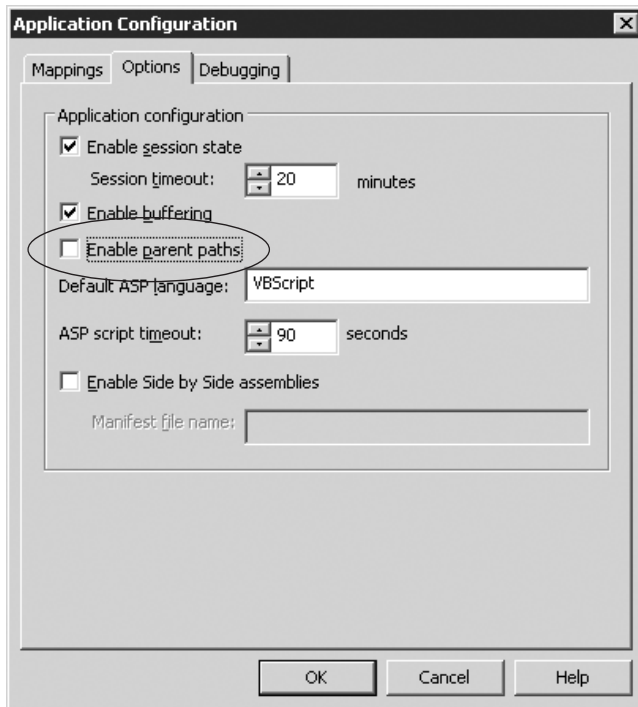 Application Configuration
Mappings Options Debugging
Application configuration
Enable session state
Session timeout: 20 minutes
Enable buffering
Enable parent paths
Default ASP language: VBScript
ASP script timeout: 90 seconds
Enable Side by Side assemblies
Manifest file name:
OK Cancel Help